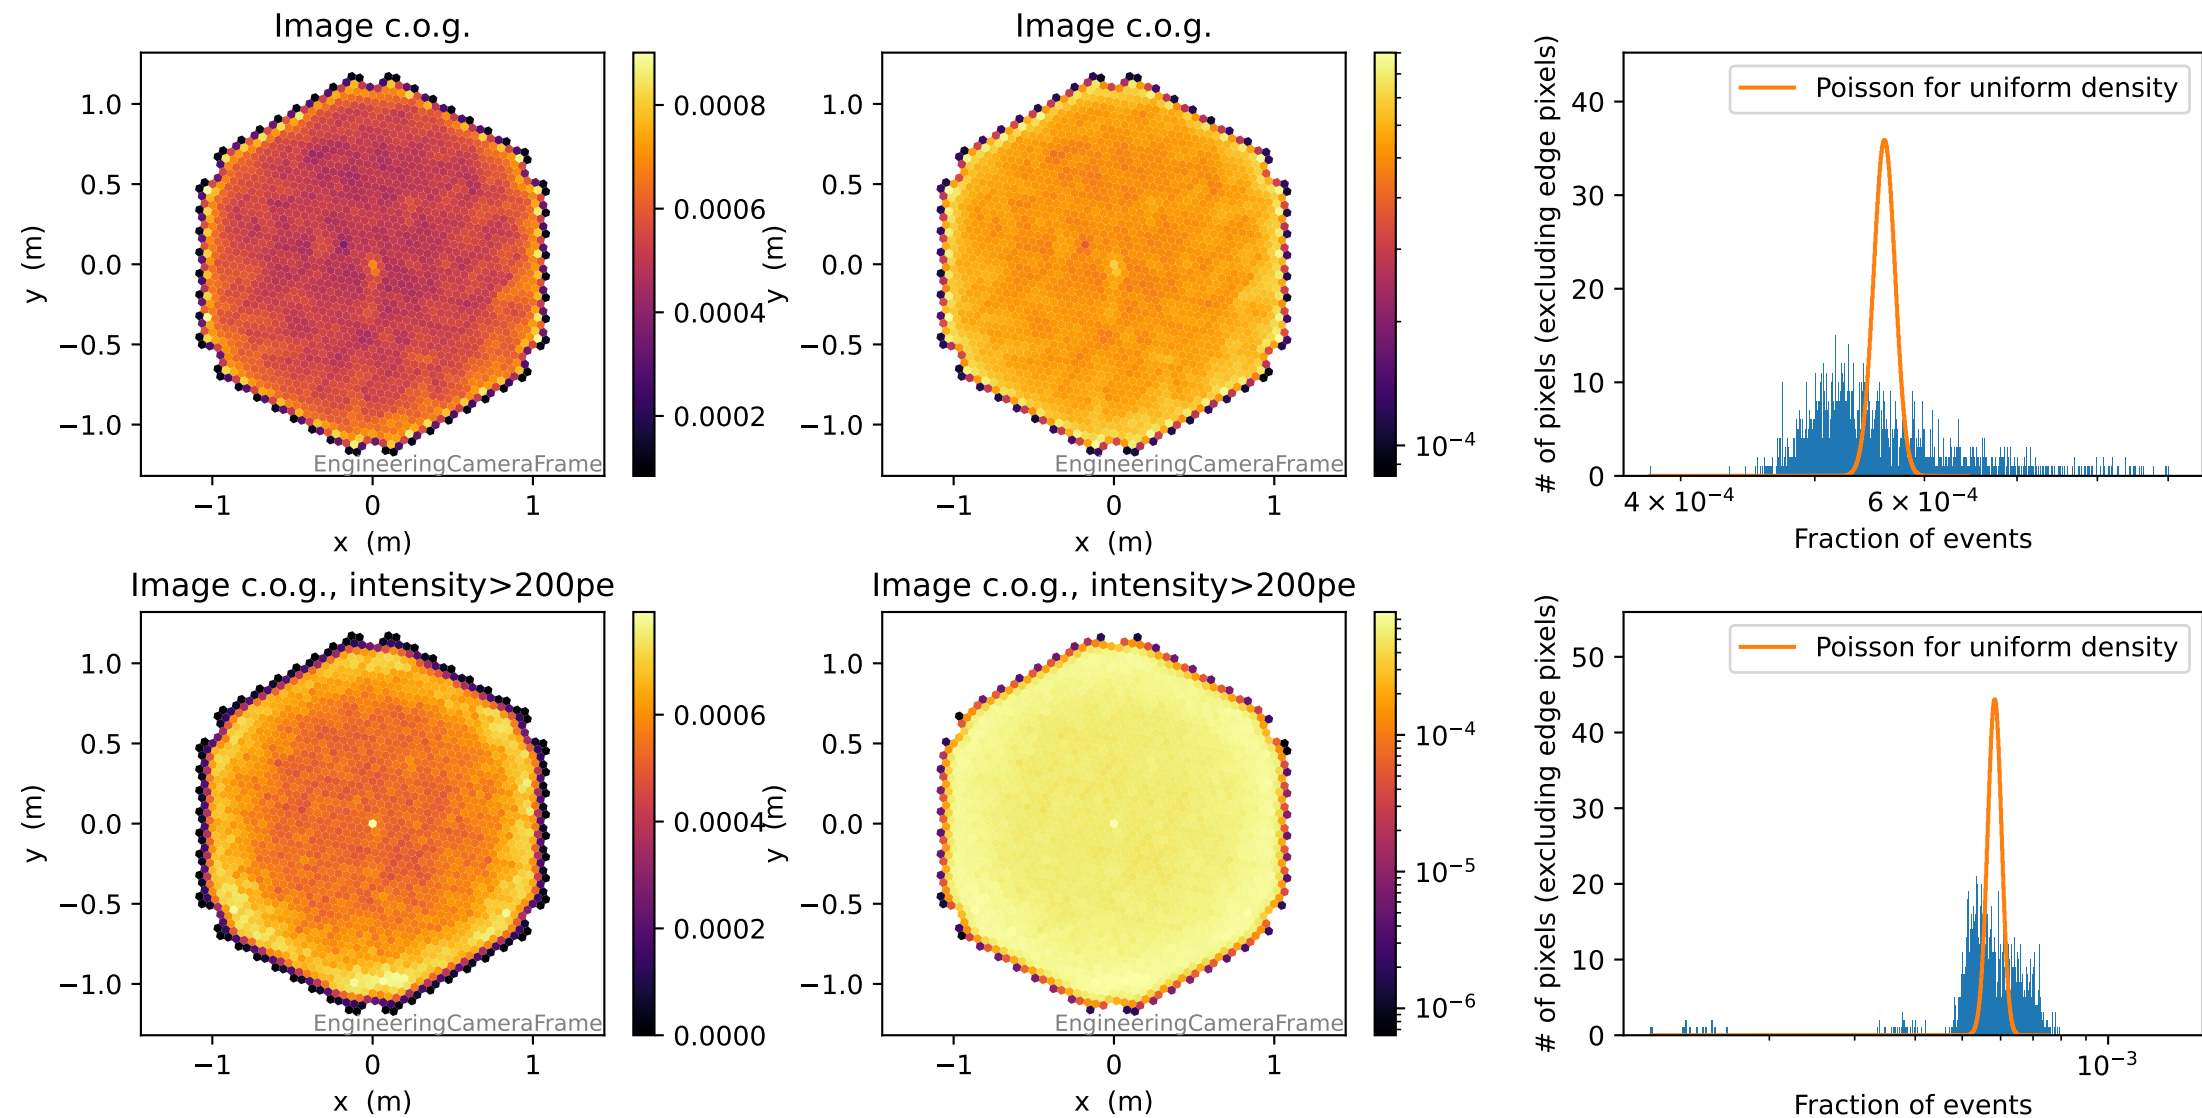 Image c.o.g.
1.0
0.5
0.0
−0.5
−1.0
y (m)
−1
0
1
x (m)
EngineeringCameraFrame
0.0008
0.0006
0.0004
0.0002
Image c.o.g.
1.0
0.5
0.0
−0.5
−1.0
y (m)
−1
0
1
x (m)
EngineeringCameraFrame
10⁻⁴
# of pixels (excluding edge pixels)
40
30
20
10
0
Poisson for uniform density
4 × 10⁻⁴
6 × 10⁻⁴
Fraction of events
Image c.o.g., intensity>200pe
1.0
0.5
0.0
−0.5
−1.0
y (m)
−1
0
1
x (m)
EngineeringCameraFrame
0.0006
0.0004
0.0002
0.0000
Image c.o.g., intensity>200pe
1.0
0.5
0.0
−0.5
−1.0
y (m)
−1
0
1
x (m)
EngineeringCameraFrame
10⁻⁴
10⁻⁵
10⁻⁶
# of pixels (excluding edge pixels)
50
40
30
20
10
0
Poisson for uniform density
10⁻³
Fraction of events